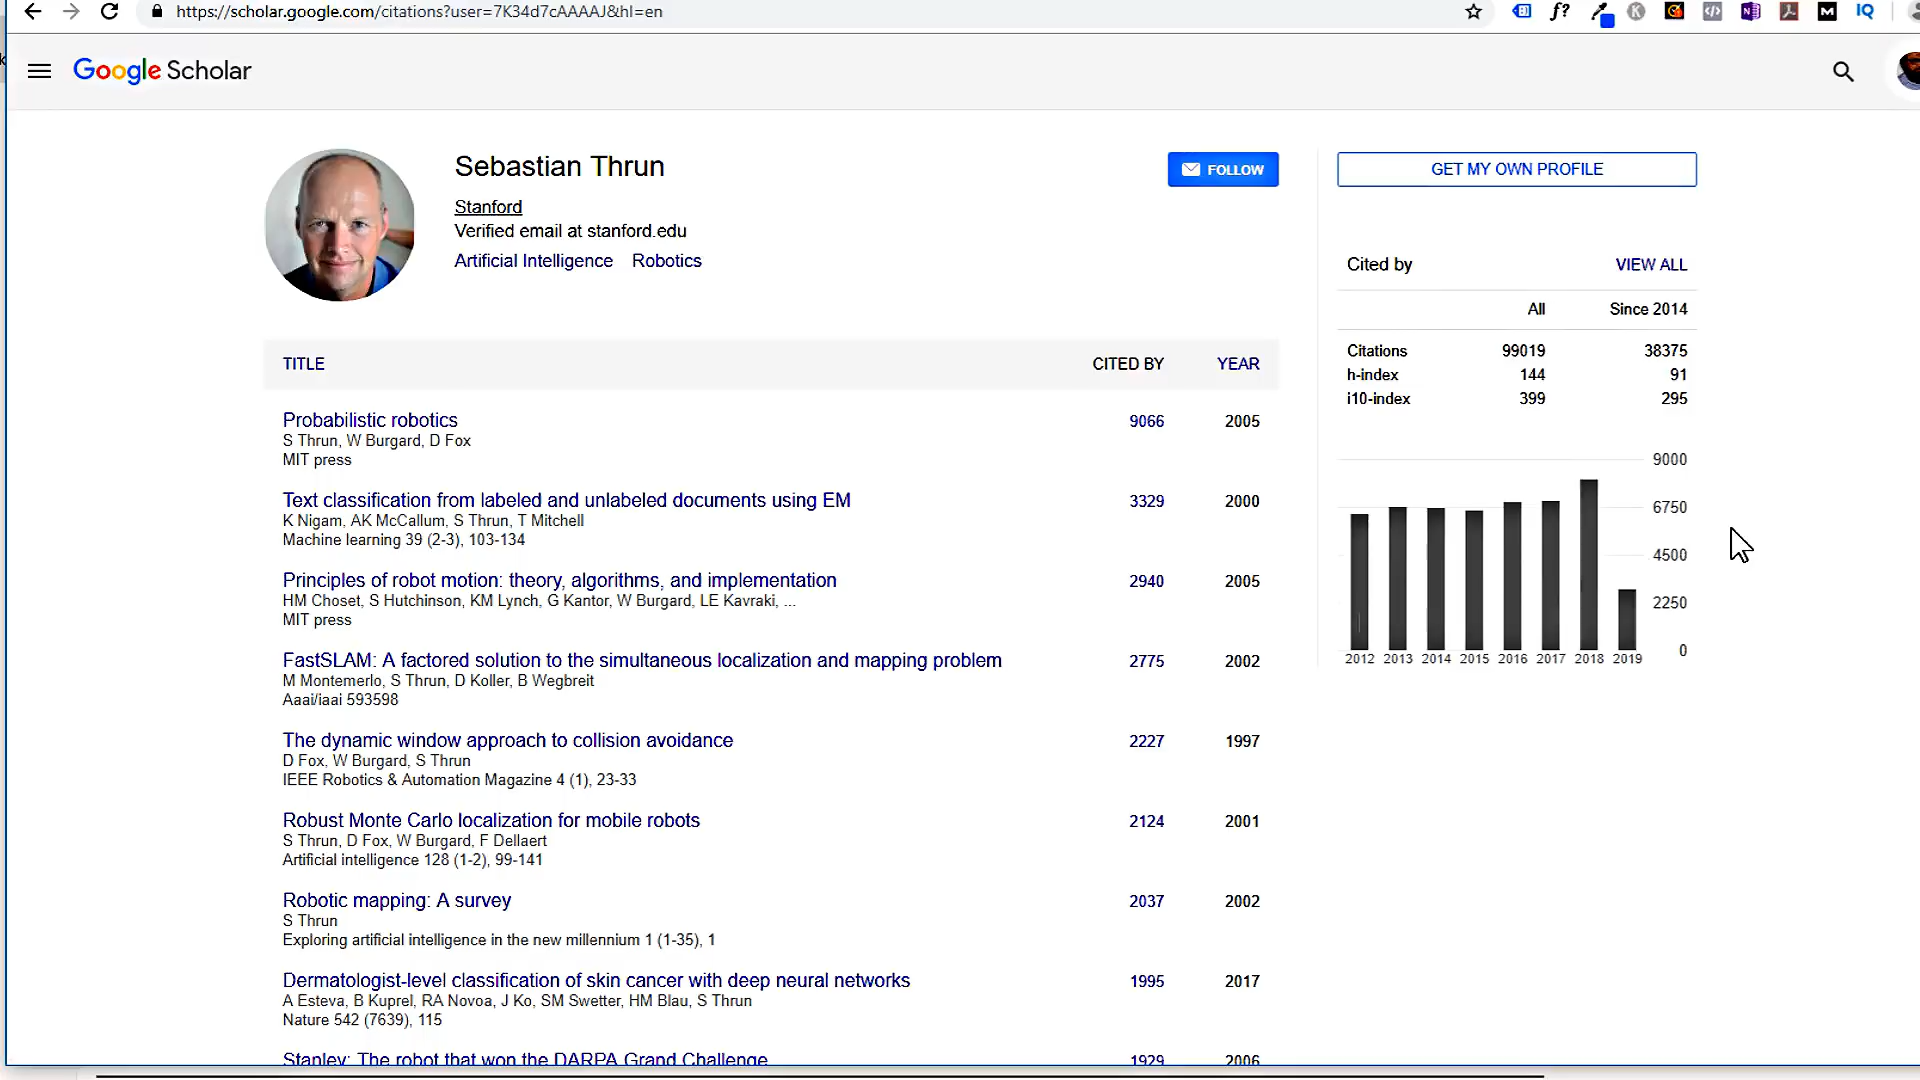 https://scholar.google.com/citations?user=7K34d7cAAAAJ&hl=en
f?
K
N
M
IQ
Google Scholar
Sebastian Thrun
FOLLOW
Stanford
Verified email at stanford.edu
Artificial Intelligence Robotics
GET MY OWN PROFILE
Cited by VIEW ALL
All Since 2014
Citations 99019 38375
h-index 144 91
i10-index 399 295
9000
6750
4500
2250
0
2012 2013 2014 2015 2016 2017 2018 2019
TITLE CITED BY YEAR
Probabilistic robotics 9066 2005
S Thrun, W Burgard, D Fox
MIT press
Text classification from labeled and unlabeled documents using EM 3329 2000
K Nigam, AK McCallum, S Thrun, T Mitchell
Machine learning 39 (2-3), 103-134
Principles of robot motion: theory, algorithms, and implementation 2940 2005
HM Choset, S Hutchinson, KM Lynch, G Kantor, W Burgard, LE Kavraki, ...
MIT press
FastSLAM: A factored solution to the simultaneous localization and mapping problem 2775 2002
M Montemerlo, S Thrun, D Koller, B Wegbreit
Aaai/iaai 593598
The dynamic window approach to collision avoidance 2227 1997
D Fox, W Burgard, S Thrun
IEEE Robotics & Automation Magazine 4 (1), 23-33
Robust Monte Carlo localization for mobile robots 2124 2001
S Thrun, D Fox, W Burgard, F Dellaert
Artificial intelligence 128 (1-2), 99-141
Robotic mapping: A survey 2037 2002
S Thrun
Exploring artificial intelligence in the new millennium 1 (1-35), 1
Dermatologist-level classification of skin cancer with deep neural networks 1995 2017
A Esteva, B Kuprel, RA Novoa, J Ko, SM Swetter, HM Blau, S Thrun
Nature 542 (7639), 115
Stanley: The robot that won the DARPA Grand Challenge 1929 2006